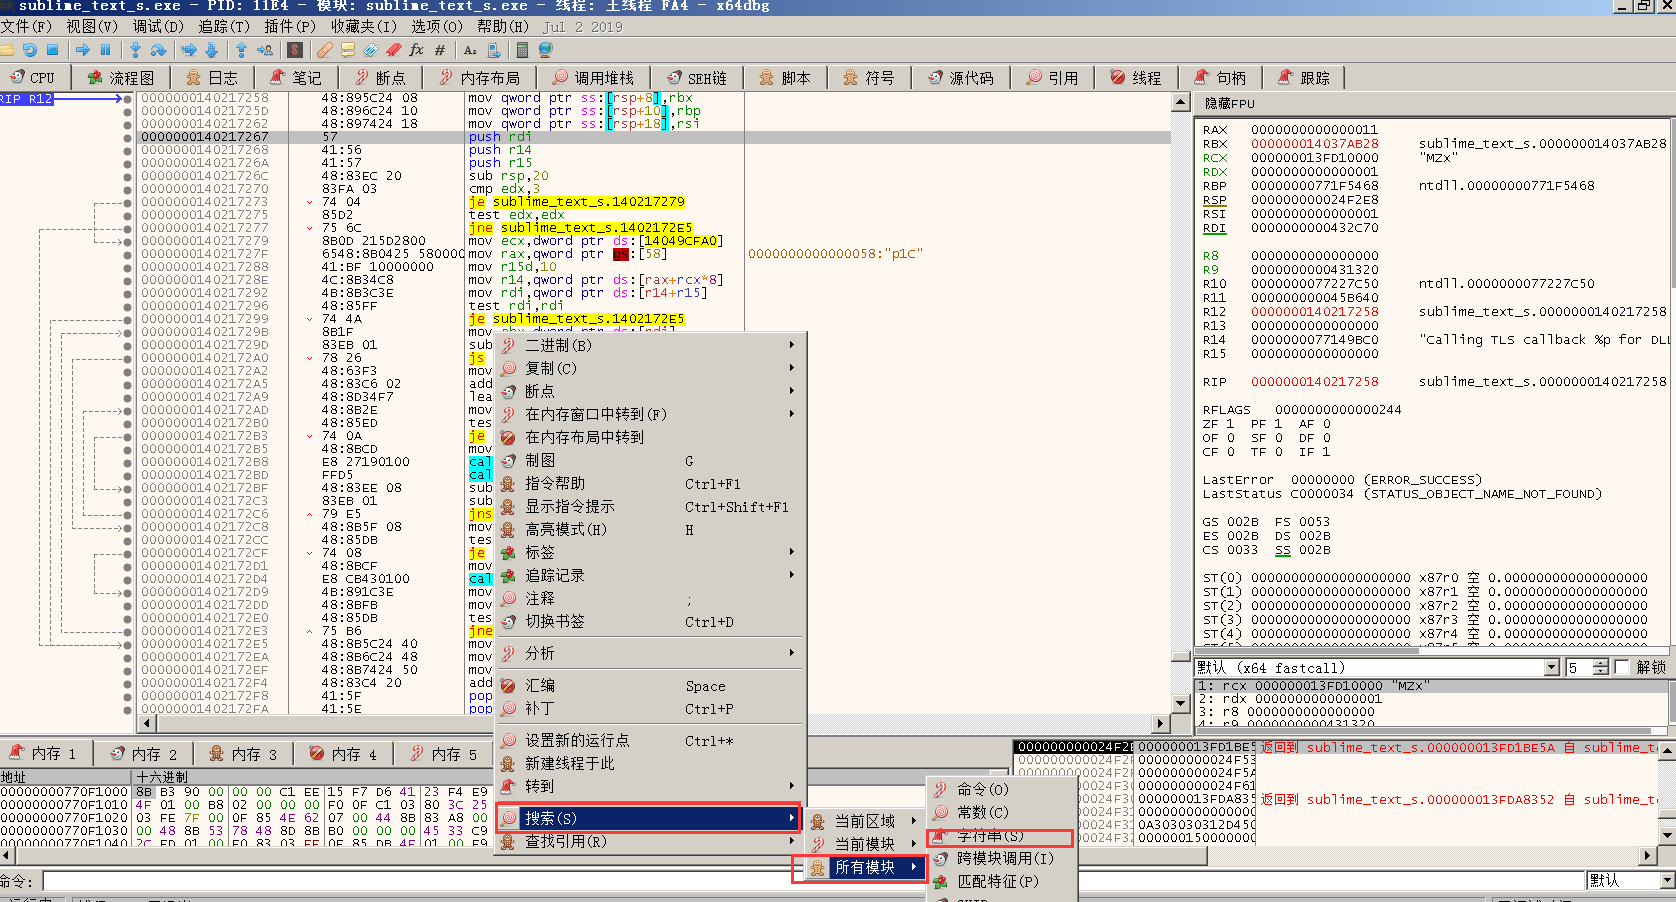 sublime_text_s.exe - PID: 11E4 - 模块: sublime_text_s.exe - 线程: 主线程 FA4 - x64dbg
文件(F) 视图(V) 调试(D) 追踪(T) 插件(P) 收藏夹(I) 选项(O) 帮助(H) Jul 2 2019
CPU 流程图 日志 笔记 断点 内存布局 调用堆栈 SEH链 脚本 符号 源代码 引用 线程 句柄 跟踪
RIP R12
0000000140217258 48:895C24 08 mov qword ptr ss:[rsp+8],rbx
000000014021725D 48:896C24 10 mov qword ptr ss:[rsp+10],rbp
0000000140217262 48:897424 18 mov qword ptr ss:[rsp+18],rsi
0000000140217267 57 push rdi
0000000140217268 41:56 push r14
000000014021726A 41:57 push r15
000000014021726C 48:83EC 20 sub rsp,20
0000000140217270 83FA 03 cmp edx,3
0000000140217273 74 04 je sublime_text_s.140217279
0000000140217275 85D2 test edx,edx
0000000140217277 75 6C jne sublime_text_s.1402172E5
0000000140217279 8B0D 215D2800 mov ecx,dword ptr ds:[14049CFA0]
000000014021727F 6548:8B0425 580000 mov rax,qword ptr gs:[58] 0000000000000058:"p1C"
0000000140217288 41:BF 10000000 mov r15d,10
000000014021728E 4C:8B34C8 mov r14,qword ptr ds:[rax+rcx*8]
0000000140217292 4B:8B3C3E mov rdi,qword ptr ds:[r14+r15]
0000000140217296 48:85FF test rdi,rdi
0000000140217299 74 4A je sublime_text_s.1402172E5
000000014021729B 8B1F mov ebx,dword ptr ds:[rdi]
000000014021729D 83EB 01 sub
00000001402172A0 78 26 js
00000001402172A2 48:63F3 mov
00000001402172A5 48:83C6 02 add
00000001402172A9 48:8D34F7 lea
00000001402172AD 48:8B2E mov
00000001402172B0 48:85ED tes
00000001402172B3 74 0A je
00000001402172B5 48:8BCD mov
00000001402172B8 E8 27190100 cal
00000001402172BD FFD5 cal
00000001402172BF 48:83EE 08 sub
00000001402172C3 83EB 01 sub
00000001402172C6 79 E5 jns
00000001402172C8 48:8B5F 08 mov
00000001402172CC 48:85DB tes
00000001402172CF 74 08 je
00000001402172D1 48:8BCF mov
00000001402172D4 E8 CB430100 cal
00000001402172D9 4B:891C3E mov
00000001402172DD 48:8BFB mov
00000001402172E0 48:85DB tes
00000001402172E3 75 B6 jne
00000001402172E5 48:8B5C24 40 mov
00000001402172EA 48:8B6C24 48 mov
00000001402172EF 48:8B7424 50 mov
00000001402172F4 48:83C4 20 add
00000001402172F8 41:5F pop
00000001402172FA 41:5E pop
隐藏FPU
RAX 0000000000000011
RBX 000000014037AB28 sublime_text_s.000000014037AB28
RCX 000000013FD10000 "MZx"
RDX 0000000000000001
RBP 00000000771F5468 ntdll.00000000771F5468
RSP 000000000024F2E8
RSI 0000000000000001
RDI 0000000000432C70
R8 0000000000000000
R9 0000000000431320
R10 0000000077227C50 ntdll.0000000077227C50
R11 000000000045B640
R12 0000000140217258 sublime_text_s.0000000140217258
R13 0000000000000000
R14 0000000077149BC0 "Calling TLS callback %p for DLL
R15 0000000000000000
RIP 0000000140217258 sublime_text_s.0000000140217258
RFLAGS 0000000000000244
ZF 1 PF 1 AF 0
OF 0 SF 0 DF 0
CF 0 TF 0 IF 1
LastError 00000000 (ERROR_SUCCESS)
LastStatus C0000034 (STATUS_OBJECT_NAME_NOT_FOUND)
GS 002B FS 0053
ES 002B DS 002B
CS 0033 SS 002B
ST(0) 00000000000000000000 x87r0 空 0.000000000000000000
ST(1) 00000000000000000000 x87r1 空 0.000000000000000000
ST(2) 00000000000000000000 x87r2 空 0.000000000000000000
ST(3) 00000000000000000000 x87r3 空 0.000000000000000000
ST(4) 00000000000000000000 x87r4 空 0.000000000000000000
默认 (x64 fastcall) 5 解锁
1: rcx 000000013FD10000 "MZx"
2: rdx 0000000000000001
3: r8 0000000000000000
4: r9 0000000000431320
二进制(B)
复制(C)
断点
在内存窗口中转到(F)
在内存布局中转到
制图 G
指令帮助 Ctrl+F1
显示指令提示 Ctrl+Shift+F1
高亮模式(H) H
标签
追踪记录
注释 ;
切换书签 Ctrl+D
分析
汇编 Space
补丁 Ctrl+P
设置新的运行点 Ctrl+*
新建线程于此
转到
搜索(S)
查找引用(R)
当前区域
当前模块
所有模块
命令(O)
常数(C)
字符串(S)
跨模块调用(I)
匹配特征(P)
内存 1 内存 2 内存 3 内存 4 内存 5
地址 十六进制
00000000770F1000 8B B3 90 00 00 00 C1 EE 15 F7 D6 41 23 F4 E9
00000000770F1010 4F 01 00 B8 02 00 00 00 F0 0F C1 03 80 3C 25
00000000770F1020 03 FE 7F 00 0F 85 4E 62 07 00 44 8B 83 A8 00
00000000770F1030 00 48 8B 53 78 48 8D 8B B0 00 00 00 45 33 C9
000000000024F2E 000000013FD1BE5 返回到 sublime_text_s.000000013FD1BE5A 自 sublime_t
000000000024F2F
000000013FDA835 返回到 sublime_text_s.000000013FDA8352 自 sublime_t
0A303030312D450
0000001500000000
命令: 默认